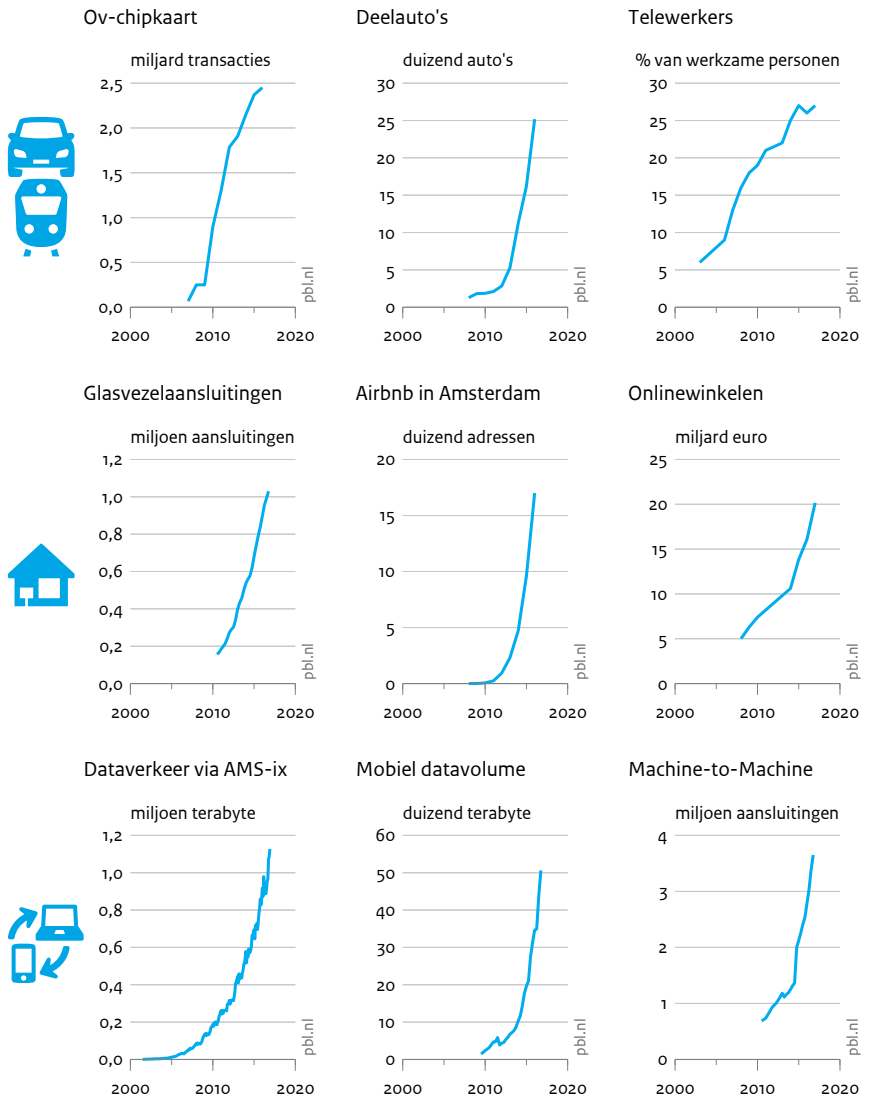 Ov-chipkaart
miljard transacties
2,5
2,0
1,5
1,0
0,5
0,0
2000 2010 2020
pbl.nl
Deelauto's
duizend auto's
30
25
20
15
10
5
0
2000 2010 2020
pbl.nl
Telewerkers
% van werkzame personen
30
25
20
15
10
5
0
2000 2010 2020
pbl.nl
Glasvezelaansluitingen
miljoen aansluitingen
1,2
1,0
0,8
0,6
0,4
0,2
0,0
2000 2010 2020
pbl.nl
Airbnb in Amsterdam
duizend adressen
20
15
10
5
0
2000 2010 2020
pbl.nl
Onlinewinkelen
miljard euro
25
20
15
10
5
0
2000 2010 2020
pbl.nl
Dataverkeer via AMS-ix
miljoen terabyte
1,2
1,0
0,8
0,6
0,4
0,2
0,0
2000 2010 2020
pbl.nl
Mobiel datavolume
duizend terabyte
60
50
40
30
20
10
0
2000 2010 2020
pbl.nl
Machine-to-Machine
miljoen aansluitingen
4
3
2
1
0
2000 2010 2020
pbl.nl